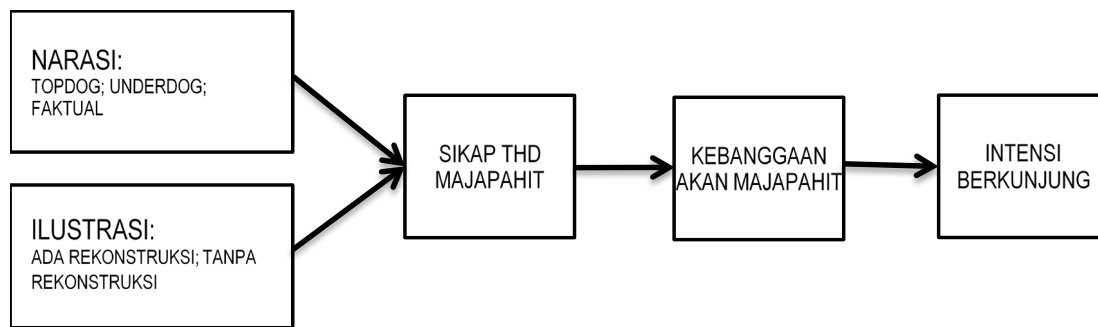 NARASI:
TOPDOG; UNDERDOG;
FAKTUAL
ILUSTRASI:
ADA REKONSTRUKSI; TANPA
REKONSTRUKSI
SIKAP THD
MAJAPAHIT
KEBANGGAAN
AKAN MAJAPAHIT
INTENSI
BERKUNJUNG